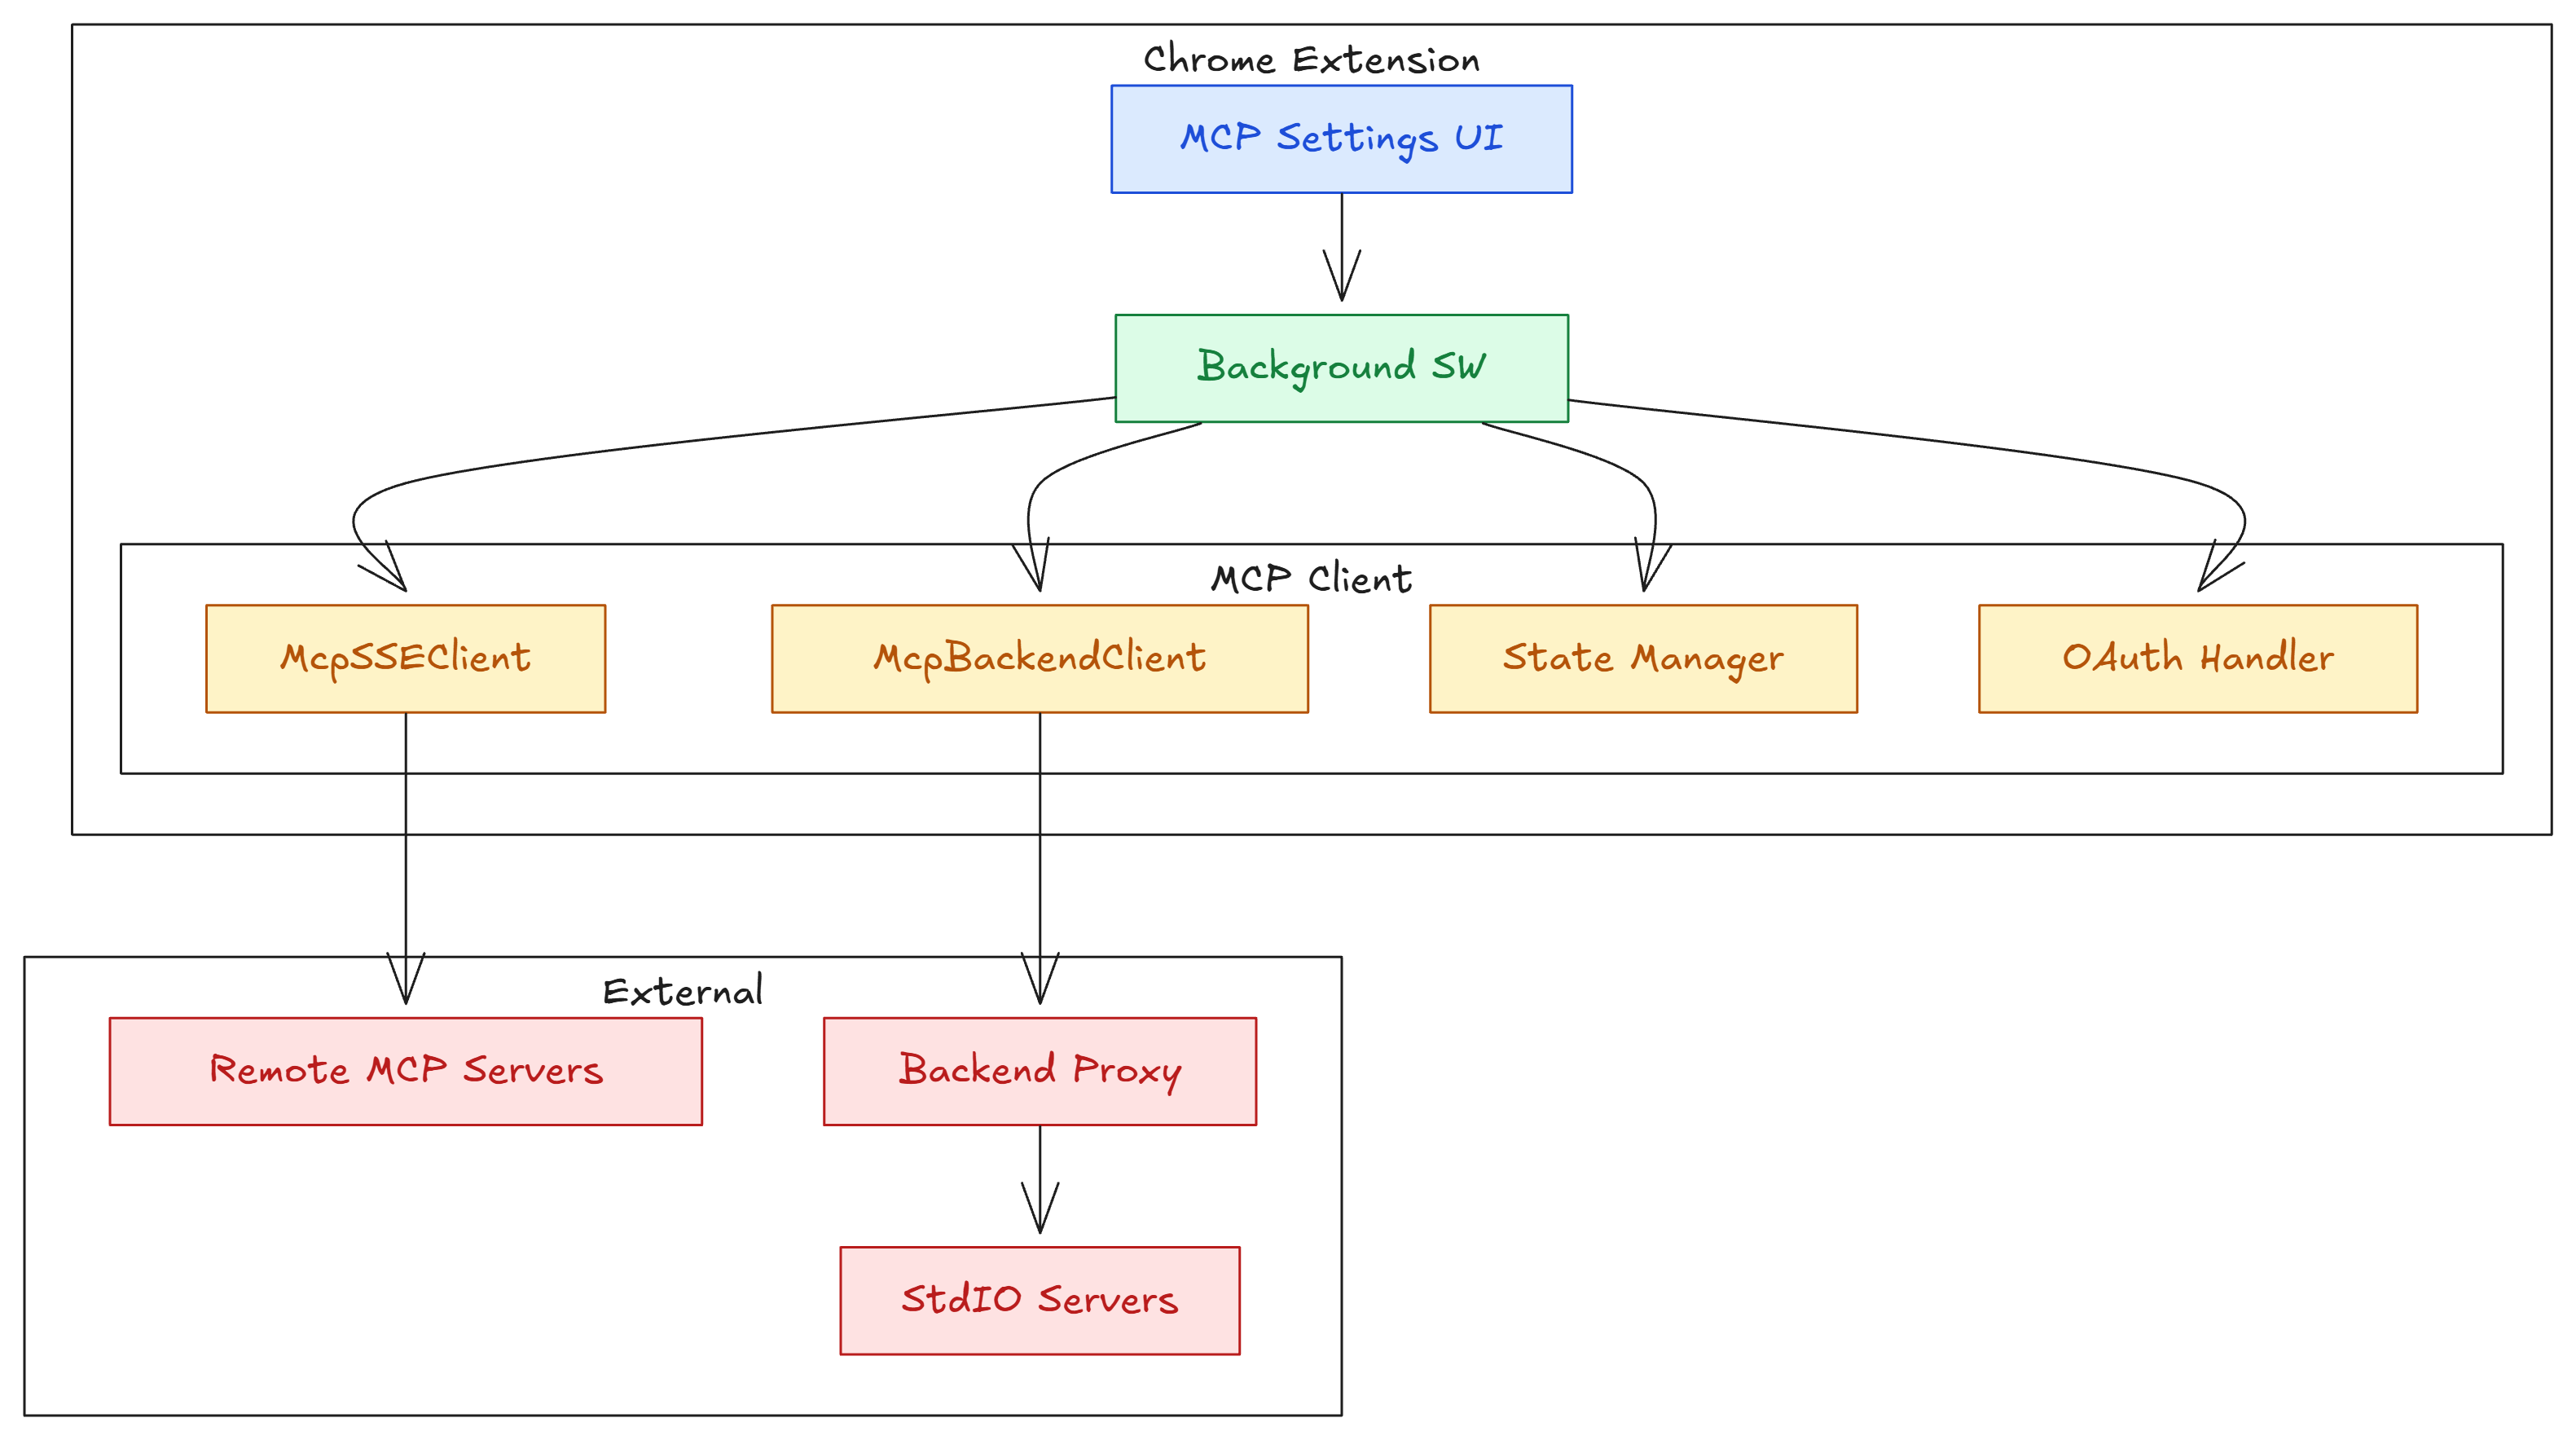 Chrome Extension
MCP Settings UI
Background SW
MCP Client
McpSSEClient
McpBackendClient
State Manager
OAuth Handler
External
Remote MCP Servers
Backend Proxy
StdIO Servers